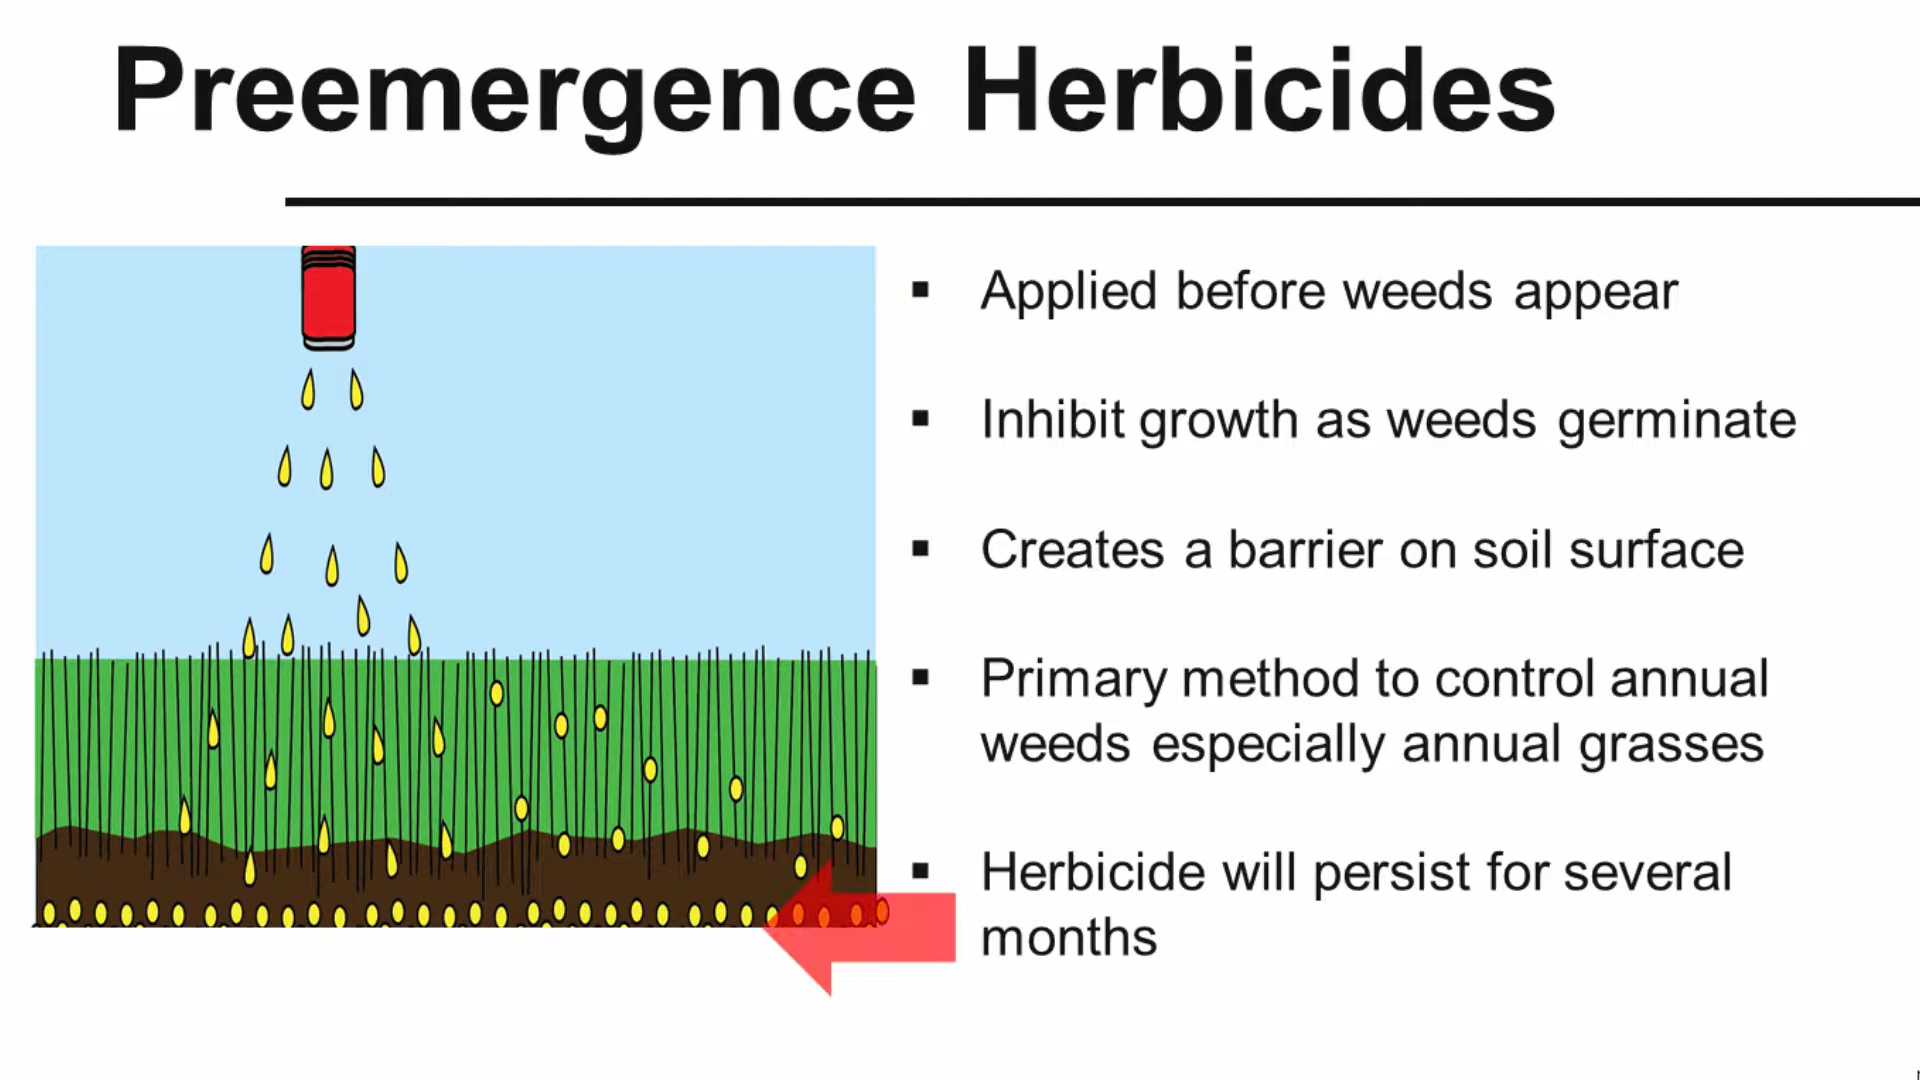 Preemergence Herbicides
▪ Applied before weeds appear
▪ Inhibit growth as weeds germinate
▪ Creates a barrier on soil surface
▪ Primary method to control annual
weeds especially annual grasses
▪ Herbicide will persist for several
months